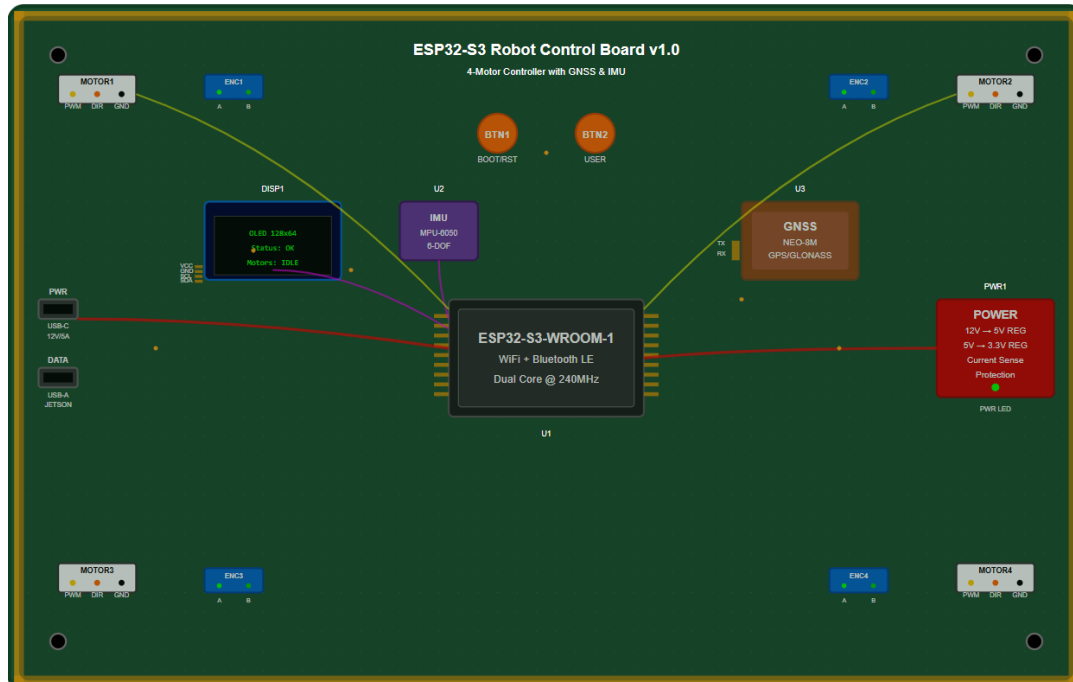 ESP32-S3 Robot Control Board v1.0
4-Motor Controller with GNSS & IMU
MOTOR1
PWM DIR GND
ENC1
A B
ENC2
A B
MOTOR2
PWM DIR GND
BTN1
BOOT/RST
BTN2
USER
DISP1
OLED 128x64
Status: OK
Motors: IDLE
VCC
GND
SCL
SDA
U2
IMU
MPU-6050
6-DOF
U3
GNSS
NEO-8M
GPS/GLONASS
TX
RX
PWR
USB-C
12V/5A
DATA
USB-A
JETSON
ESP32-S3-WROOM-1
WiFi + Bluetooth LE
Dual Core @ 240MHz
U1
PWR1
POWER
12V → 5V REG
5V → 3.3V REG
Current Sense
Protection
PWR LED
MOTOR3
PWM DIR GND
ENC3
A B
ENC4
A B
MOTOR4
PWM DIR GND